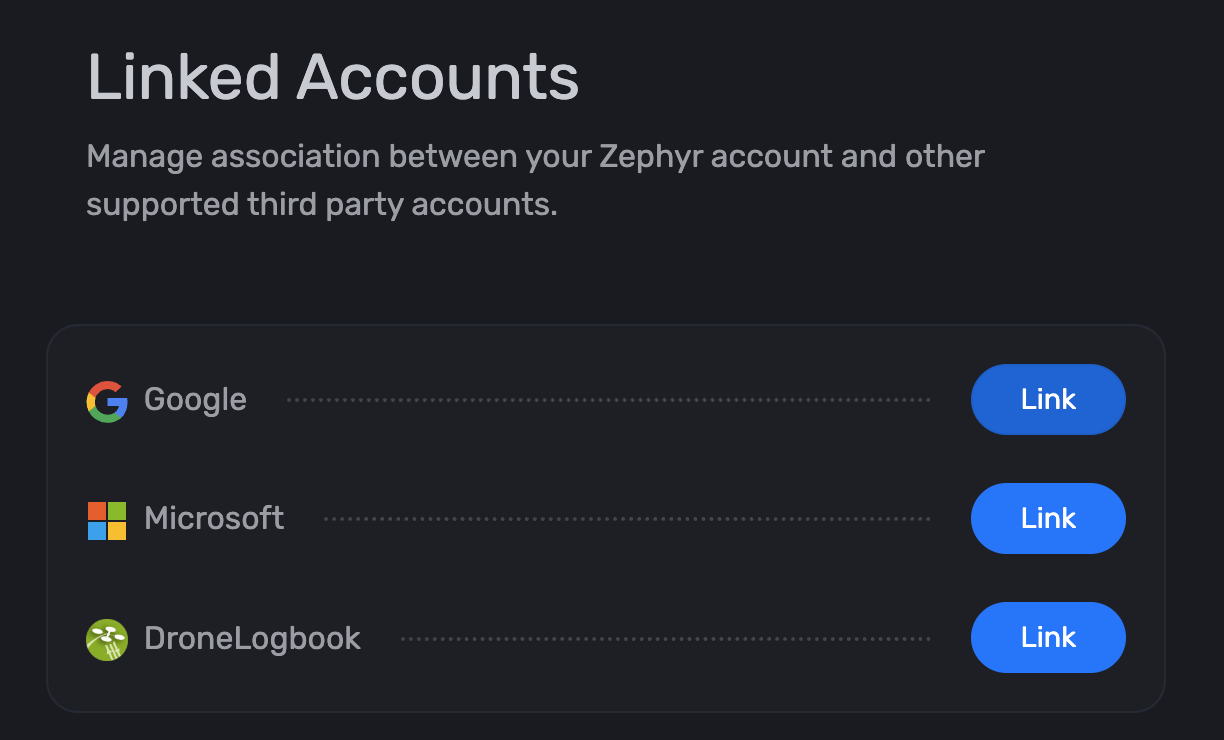 Linked Accounts
Manage association between your Zephyr account and other
supported third party accounts.
Google Link
Microsoft Link
DroneLogbook Link